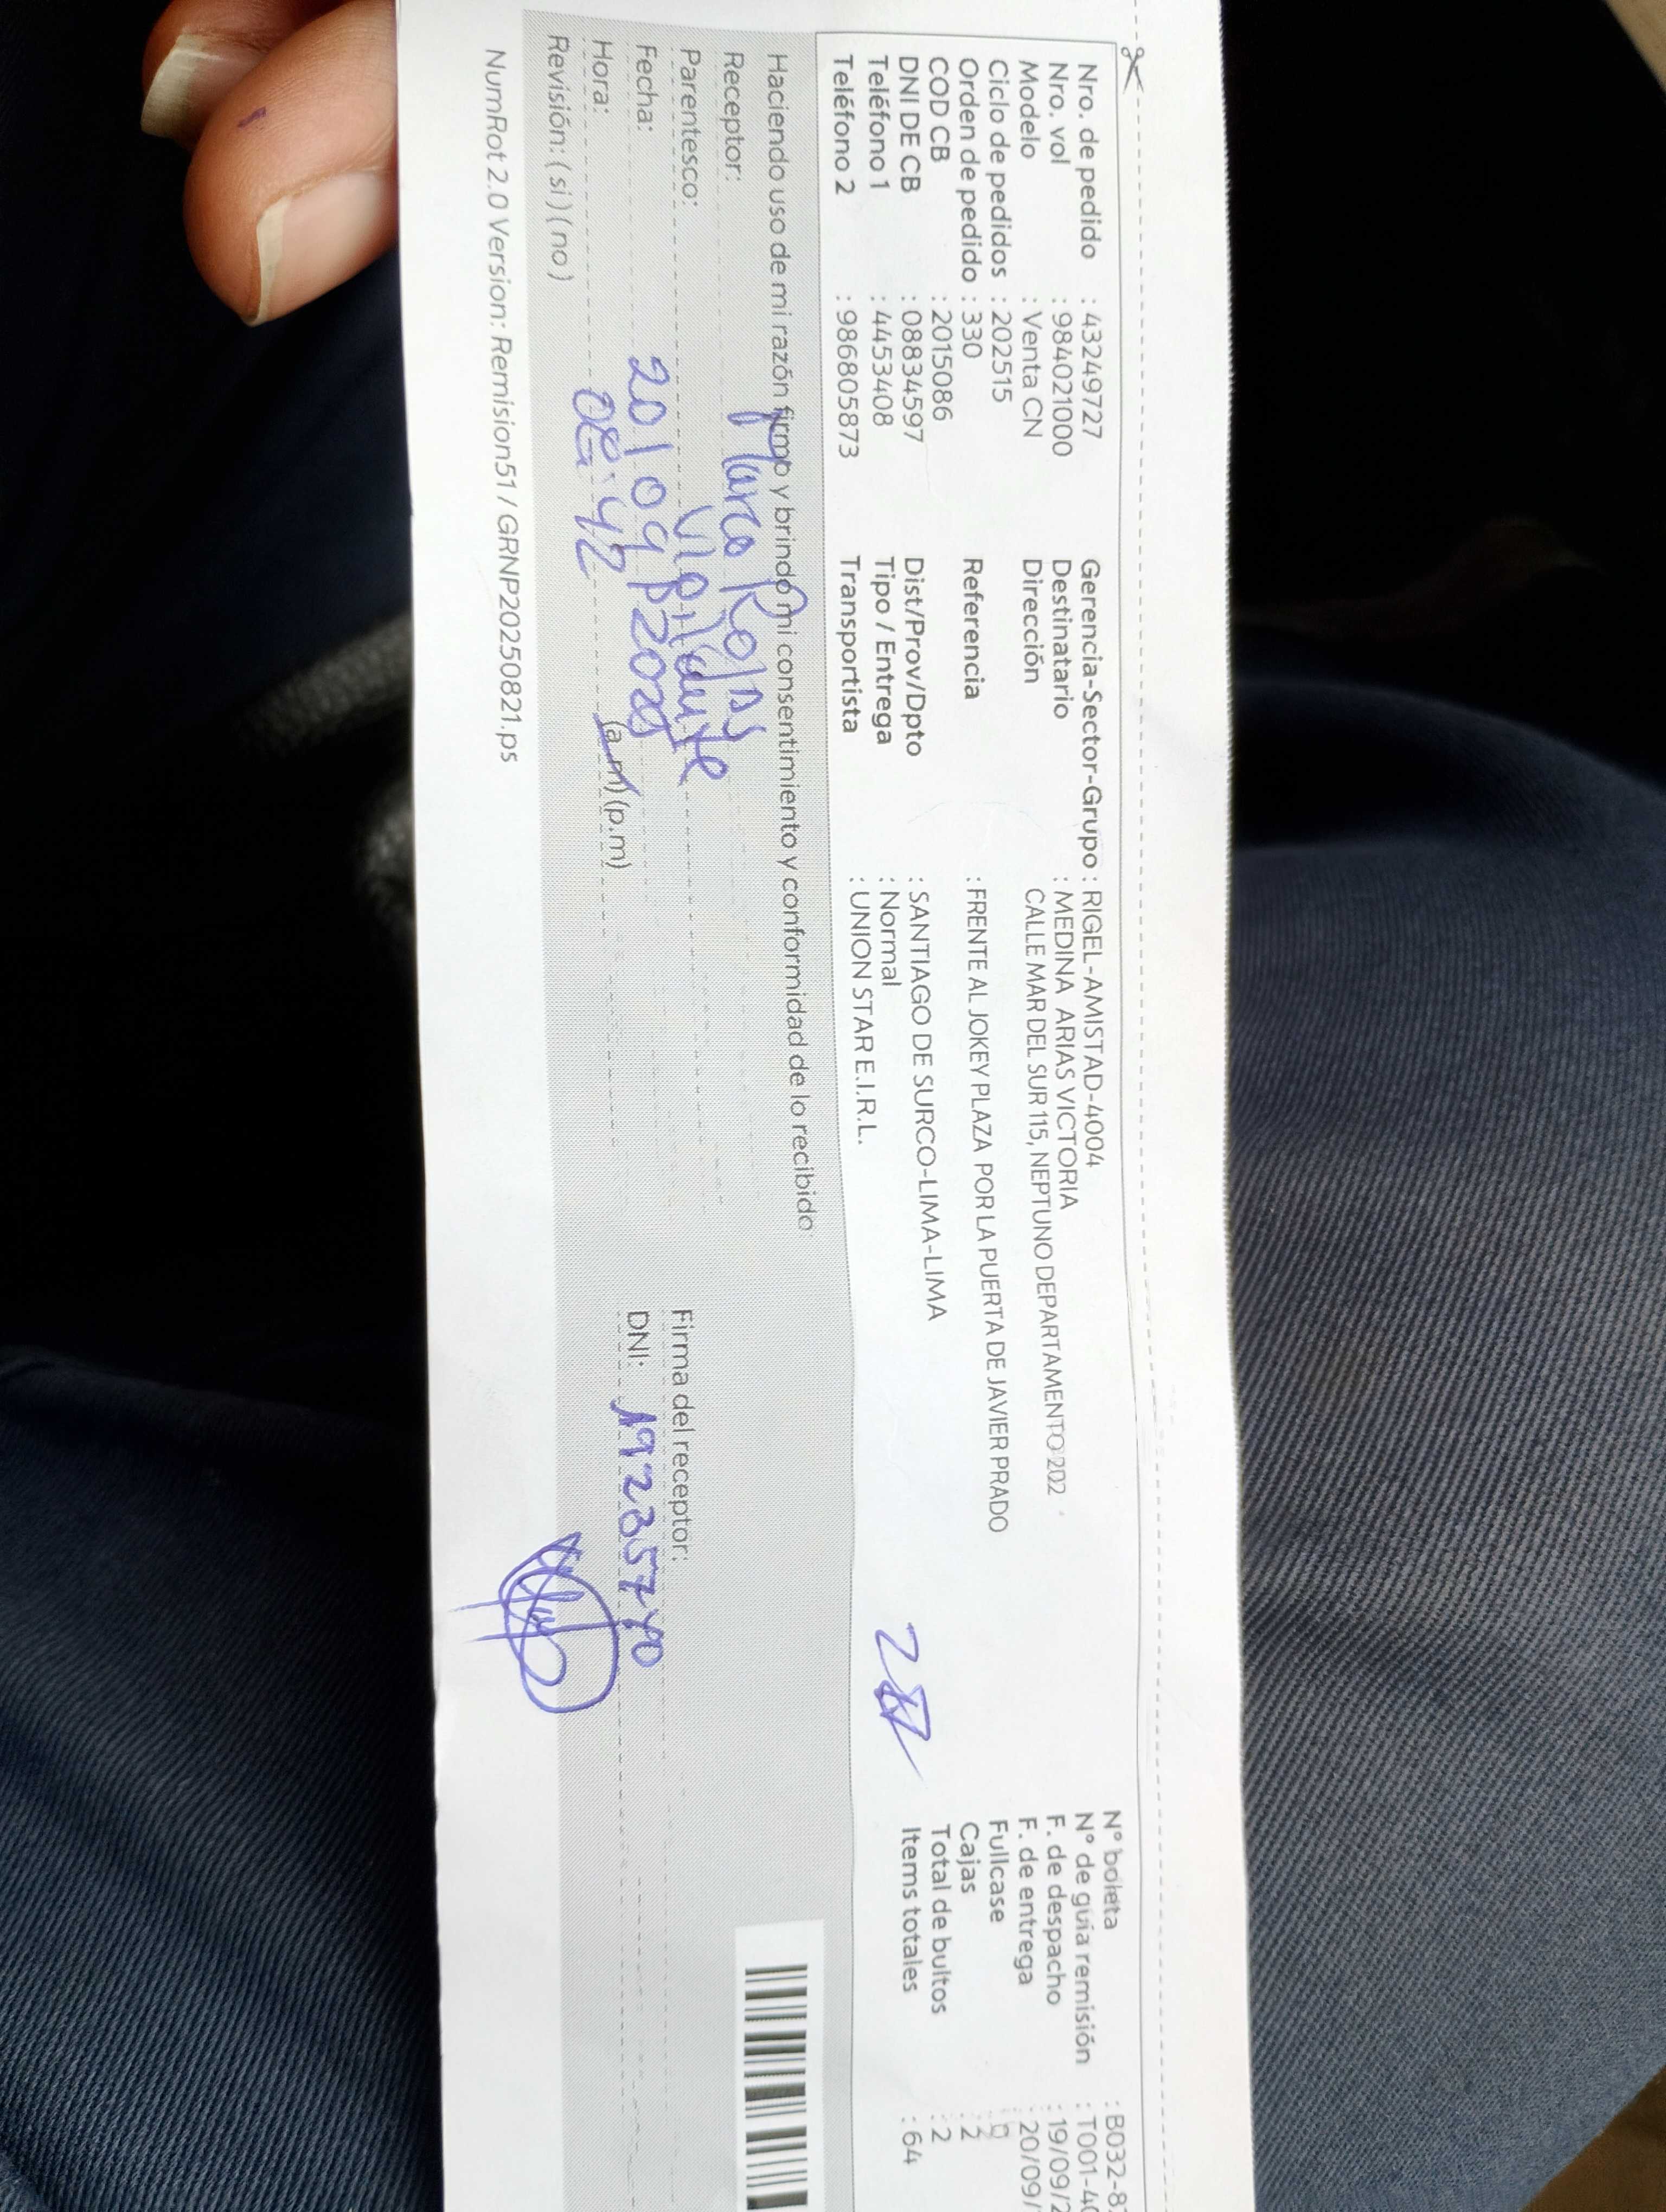 Nro. de pedido : 43249727
Nro. vol : 984021000
Modelo : Venta CN
Ciclo de pedidos : 202515
Orden de pedido : 330
COD CB : 2015086
DNI DE CB : 08834597
Teléfono 1 : 4453408
Teléfono 2 : 986805873
Gerencia-Sector-Grupo : RIGEL-AMISTAD-4004
Destinatario : MEDINA ARIAS VICTORIA
Dirección CALLE MAR DEL SUR 115, NEPTUNO DEPARTAMENTO 202
Referencia : FRENTE AL JOKEY PLAZA POR LA PUERTA DE JAVIER PRADO
Dist/Prov/Dpto : SANTIAGO DE SURCO-LIMA-LIMA
Tipo / Entrega : Normal
Transportista : UNION STAR E.I.R.L.
N° boleta : B032-8
N° de guía remisión : T001-40
F. de despacho : 19/09/2
F. de entrega : 20/09/
Fullcase
Cajas : 2
Total de bultos : 2
Items totales : 64
Haciendo uso de mi razón firmo y brindo mi consentimiento y conformidad de lo recibido:
Receptor: Marco Rojas
Parentesco: Vigilante
Fecha: 20/09/2025
Hora: 08:42 (a.m) (p.m)
Revisión: (si) (no)
Firma del receptor:
DNI:
NumRot 2.0 Version: Remision51 / GRNP20250821.ps